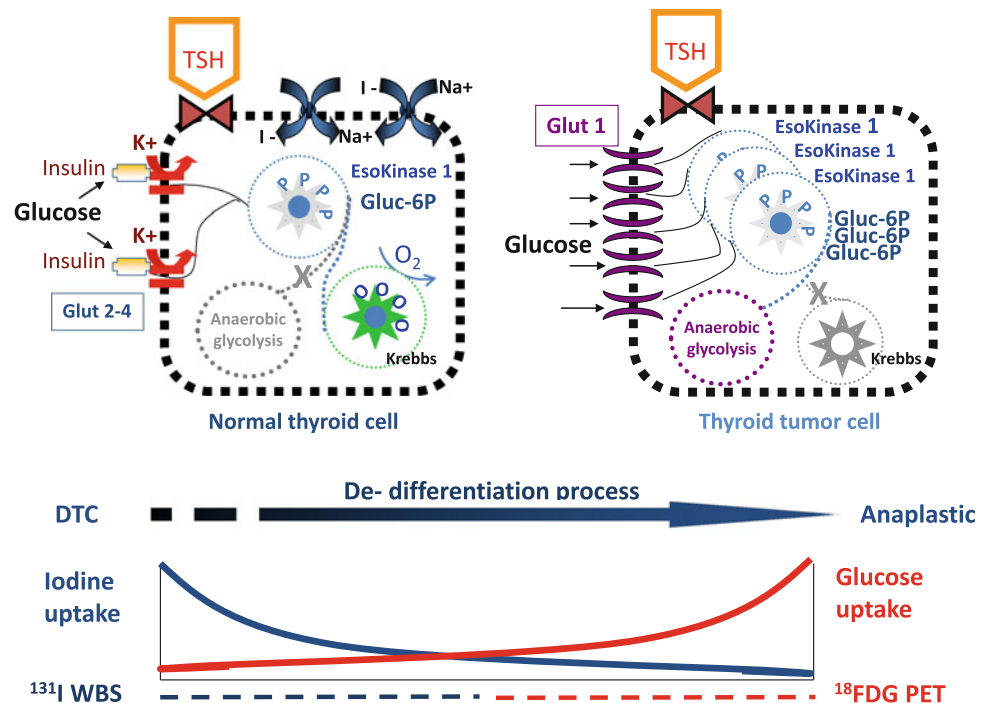 TSH
I -
Na+
I -
Na+
K+
Insulin
Glucose
K+
Insulin
Glut 2-4
P P P P
EsoKinase 1
Gluc-6P
X
O2
O O O O
Anaerobic
glycolysis
Krebbs
Normal thyroid cell
TSH
Glut 1
Glucose
EsoKinase 1
EsoKinase 1
EsoKinase 1
P P P P
Gluc-6P
Gluc-6P
Gluc-6P
X
Anaerobic
glycolysis
Krebbs
Thyroid tumor cell
De- differentiation process
DTC
Anaplastic
Iodine
uptake
Glucose
uptake
131I WBS
18FDG PET